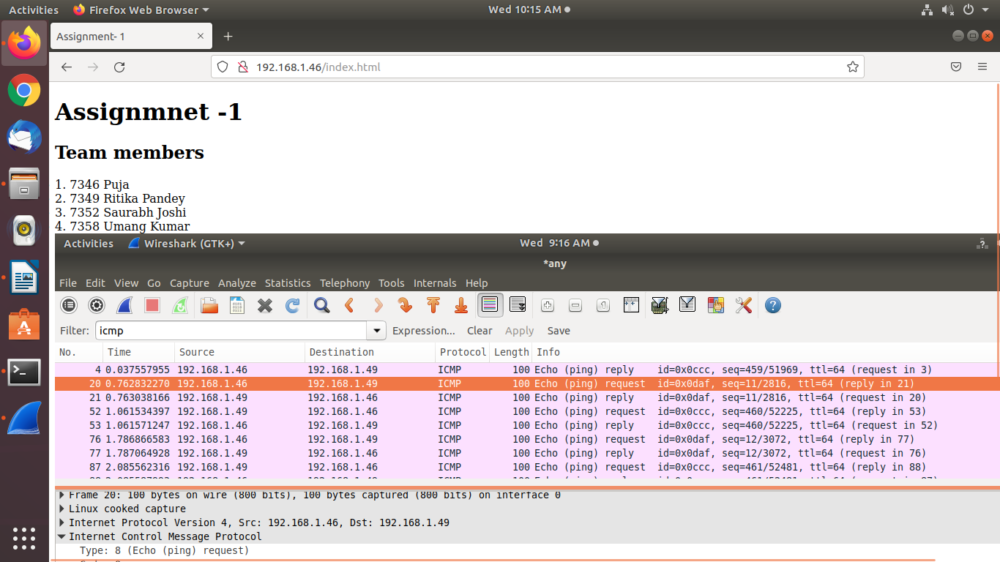 Activities Firefox Web Browser Wed 10:15 AM
Assignment- 1
192.168.1.46/index.html
Assignmnet -1
Team members
1. 7346 Puja
2. 7349 Ritika Pandey
3. 7352 Saurabh Joshi
4. 7358 Umang Kumar
Activities Wireshark (GTK+) Wed 9:16 AM
*any
File Edit View Go Capture Analyze Statistics Telephony Tools Internals Help
Filter: icmp Expression... Clear Apply Save
No. Time Source Destination Protocol Length Info
4 0.037557955 192.168.1.46 192.168.1.49 ICMP 100 Echo (ping) reply id=0x0ccc, seq=459/51969, ttl=64 (request in 3)
20 0.762832270 192.168.1.46 192.168.1.49 ICMP 100 Echo (ping) request id=0x0daf, seq=11/2816, ttl=64 (reply in 21)
21 0.763038166 192.168.1.49 192.168.1.46 ICMP 100 Echo (ping) reply id=0x0daf, seq=11/2816, ttl=64 (request in 20)
52 1.061534397 192.168.1.49 192.168.1.46 ICMP 100 Echo (ping) request id=0x0ccc, seq=460/52225, ttl=64 (reply in 53)
53 1.061571247 192.168.1.46 192.168.1.49 ICMP 100 Echo (ping) reply id=0x0ccc, seq=460/52225, ttl=64 (request in 52)
76 1.786866583 192.168.1.46 192.168.1.49 ICMP 100 Echo (ping) request id=0x0daf, seq=12/3072, ttl=64 (reply in 77)
77 1.787064928 192.168.1.49 192.168.1.46 ICMP 100 Echo (ping) reply id=0x0daf, seq=12/3072, ttl=64 (request in 76)
87 2.085562316 192.168.1.49 192.168.1.46 ICMP 100 Echo (ping) request id=0x0ccc, seq=461/52481, ttl=64 (reply in 88)
Frame 20: 100 bytes on wire (800 bits), 100 bytes captured (800 bits) on interface 0
Linux cooked capture
Internet Protocol Version 4, Src: 192.168.1.46, Dst: 192.168.1.49
Internet Control Message Protocol
Type: 8 (Echo (ping) request)